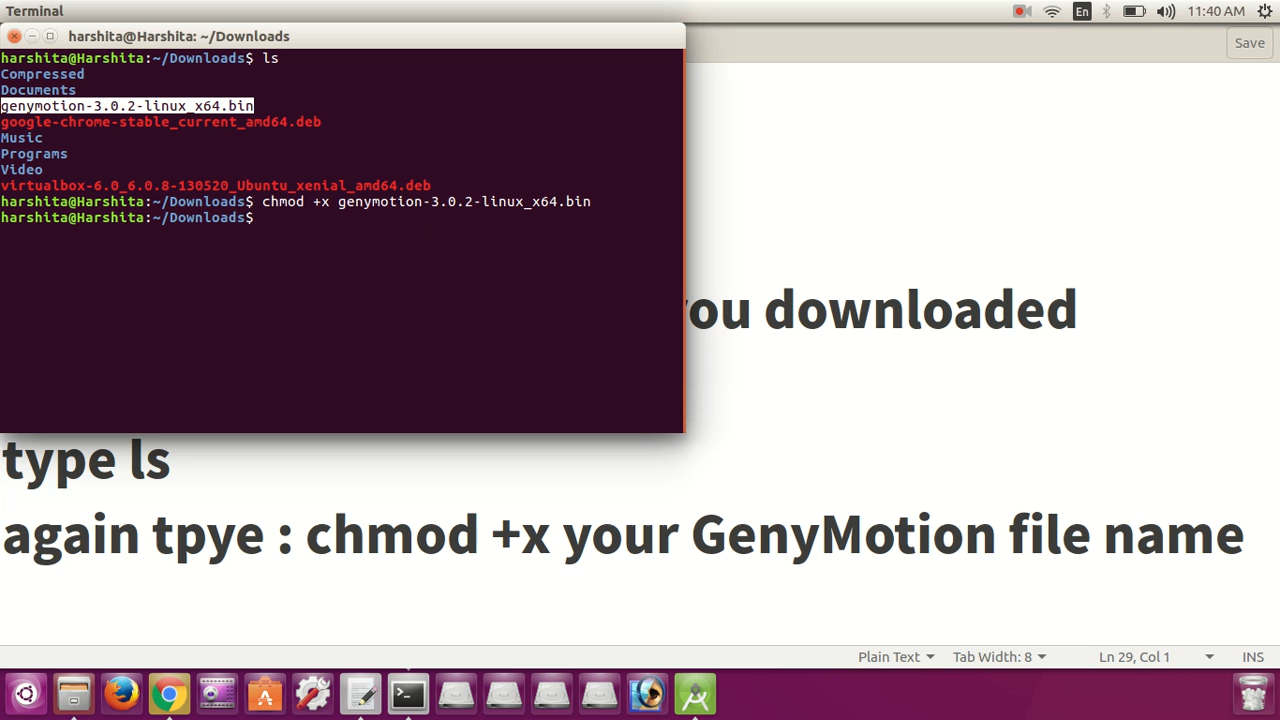 Terminal
En
11:40 AM
harshita@Harshita: ~/Downloads
Save
harshita@Harshita:~/Downloads$ ls
Compressed
Documents
genymotion-3.0.2-linux_x64.bin
google-chrome-stable_current_amd64.deb
Music
Programs
Video
virtualbox-6.0_6.0.8-130520_Ubuntu_xenial_amd64.deb
harshita@Harshita:~/Downloads$ chmod +x genymotion-3.0.2-linux_x64.bin
harshita@Harshita:~/Downloads$
you downloaded
type ls
again tpye : chmod +x your GenyMotion file name
Plain Text Tab Width: 8 Ln 29, Col 1 INS